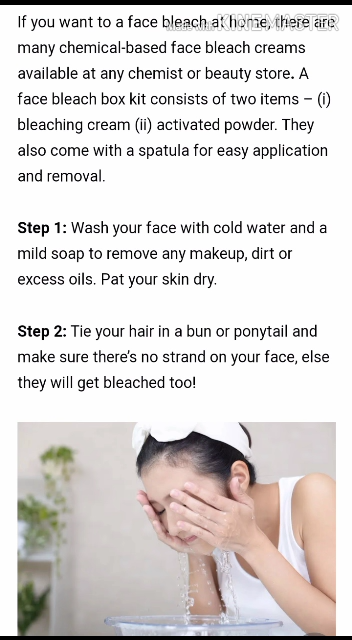 If you want to a face bleach at home, there are
Made with KINEMASTER
many chemical-based face bleach creams
available at any chemist or beauty store. A
face bleach box kit consists of two items – (i)
bleaching cream (ii) activated powder. They
also come with a spatula for easy application
and removal.
Step 1: Wash your face with cold water and a
mild soap to remove any makeup, dirt or
excess oils. Pat your skin dry.
Step 2: Tie your hair in a bun or ponytail and
make sure there's no strand on your face, else
they will get bleached too!